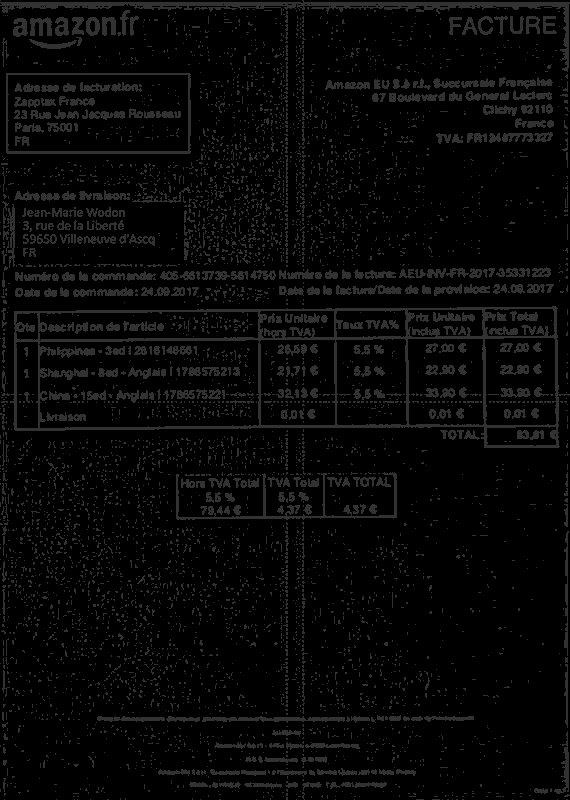 amazon.fr
FACTURE
Adresse de facturation:
Zapptax France
23 Rue Jean Jacques Rousseau
Paris, 75001
FR
Amazon EU S.à r.l., Succursale Française
67 Boulevard du General Leclerc
Clichy 92110
France
TVA: FR12487773327
Adresse de livraison:
Jean-Marie Wodon
3, rue de la Liberté
59650 Villeneuve d'Ascq
FR
Numéro de la commande: 406-6613739-5614750 Numéro de la facture: AEU-INV-FR-2017-35331223
Date de la commande: 24.09.2017 Date de la facture/Date de la provision: 24.09.2017
Qté Description de l'article Prix Unitaire (hors TVA) Taux TVA% Prix Unitaire (inclus TVA) Prix Total (inclus TVA)
1 Philippines - 3ed | 2816148661 25,59 € 5,5 % 27,00 € 27,00 €
1 Shanghai - 8ed - Anglais | 1786575213 21,71 € 5,5 % 22,90 € 22,90 €
1 China - 15ed - Anglais | 1786575221 32,13 € 5,5 % 33,90 € 33,90 €
Livraison 0,01 € 0,01 € 0,01 €
TOTAL: 83,81 €
Hors TVA Total TVA Total TVA TOTAL
5,5 % 5,5 %
79,44 € 4,37 € 4,37 €